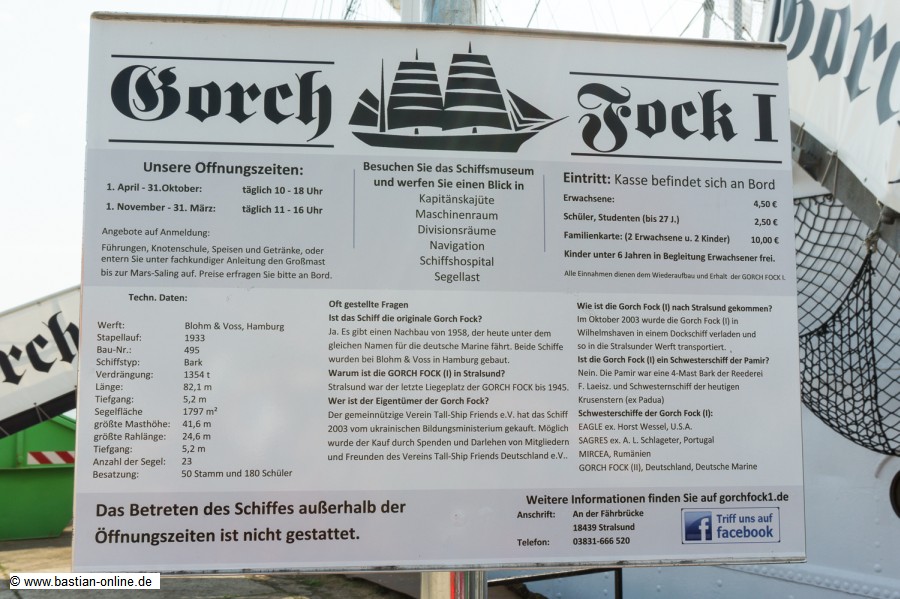 Gorch Fock I
Unsere Öffnungszeiten:
1. April - 31.Oktober: täglich 10 - 18 Uhr
1. November - 31. März: täglich 11 - 16 Uhr
Angebote auf Anmeldung:
Führungen, Knotenschule, Speisen und Getränke, oder
entern Sie unter fachkundiger Anleitung den Großmast
bis zur Mars-Saling auf. Preise erfragen Sie bitte an Bord.
Besuchen Sie das Schiffsmuseum
und werfen Sie einen Blick in
Kapitänskajüte
Maschinenraum
Divisionsräume
Navigation
Schiffshospital
Segellast
Eintritt: Kasse befindet sich an Bord
Erwachsene: 4,50 €
Schüler, Studenten (bis 27 J.) 2,50 €
Familienkarte: (2 Erwachsene u. 2 Kinder) 10,00 €
Kinder unter 6 Jahren in Begleitung Erwachsener frei.
Alle Einnahmen dienen dem Wiederaufbau und Erhalt der GORCH FOCK I.
Techn. Daten:
Werft: Blohm & Voss, Hamburg
Stapellauf: 1933
Bau-Nr.: 495
Schiffstyp: Bark
Verdrängung: 1354 t
Länge: 82,1 m
Tiefgang: 5,2 m
Segelfläche 1797 m²
größte Masthöhe: 41,6 m
größte Rahlänge: 24,6 m
Tiefgang: 5,2 m
Anzahl der Segel: 23
Besatzung: 50 Stamm und 180 Schüler
Oft gestellte Fragen
Ist das Schiff die originale Gorch Fock?
Ja. Es gibt einen Nachbau von 1958, der heute unter dem
gleichen Namen für die deutsche Marine fährt. Beide Schiffe
wurden bei Blohm & Voss in Hamburg gebaut.
Warum ist die GORCH FOCK (I) in Stralsund?
Stralsund war der letzte Liegeplatz der GORCH FOCK bis 1945.
Wer ist der Eigentümer der Gorch Fock?
Der gemeinnützige Verein Tall-Ship Friends e.V. hat das Schiff
2003 vom ukrainischen Bildungsministerium gekauft. Möglich
wurde der Kauf durch Spenden und Darlehen von Mitgliedern
und Freunden des Vereins Tall-Ship Friends Deutschland e.V..
Wie ist die Gorch Fock (I) nach Stralsund gekommen?
Im Oktober 2003 wurde die Gorch Fock (I) in
Wilhelmshaven in einem Dockschiff verladen und
so in die Stralsunder Werft transportiert.
Ist die Gorch Fock (I) ein Schwesterschiff der Pamir?
Nein. Die Pamir war eine 4-Mast Bark der Reederei
F. Laeisz. und Schwesternschiff der heutigen
Krusenstern (ex Padua)
Schwesterschiffe der Gorch Fock (I):
EAGLE ex. Horst Wessel, U.S.A.
SAGRES ex. A. L. Schlageter, Portugal
MIRCEA, Rumänien
GORCH FOCK (II), Deutschland, Deutsche Marine
Das Betreten des Schiffes außerhalb der
Öffnungszeiten ist nicht gestattet.
Weitere Informationen finden Sie auf gorchfock1.de
Anschrift: An der Fährbrücke
18439 Stralsund
Telefon: 03831-666 520
Triff uns auf
facebook
Gorch
orch
© www.bastian-online.de